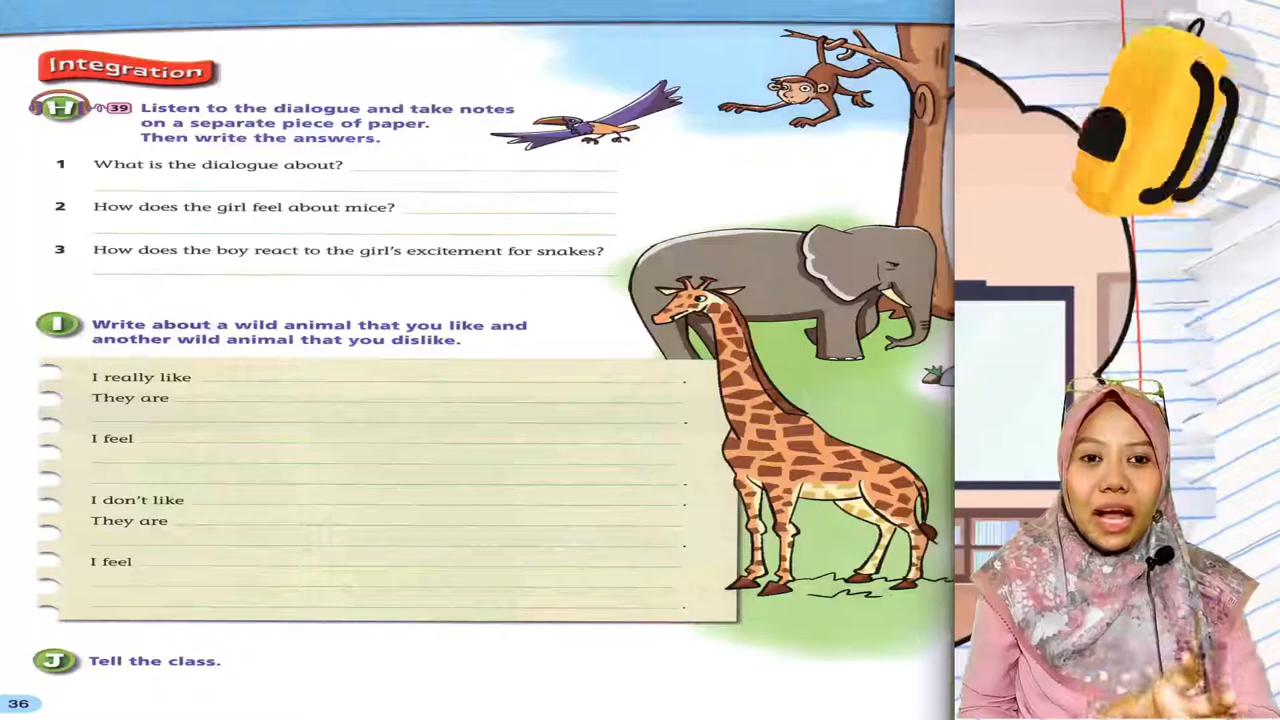 Integration
H 39 Listen to the dialogue and take notes
on a separate piece of paper.
Then write the answers.
1 What is the dialogue about?
2 How does the girl feel about mice?
3 How does the boy react to the girl's excitement for snakes?
I Write about a wild animal that you like and
another wild animal that you dislike.
I really like .
They are
.
I feel
.
I don't like .
They are
.
I feel
.
J Tell the class.
36